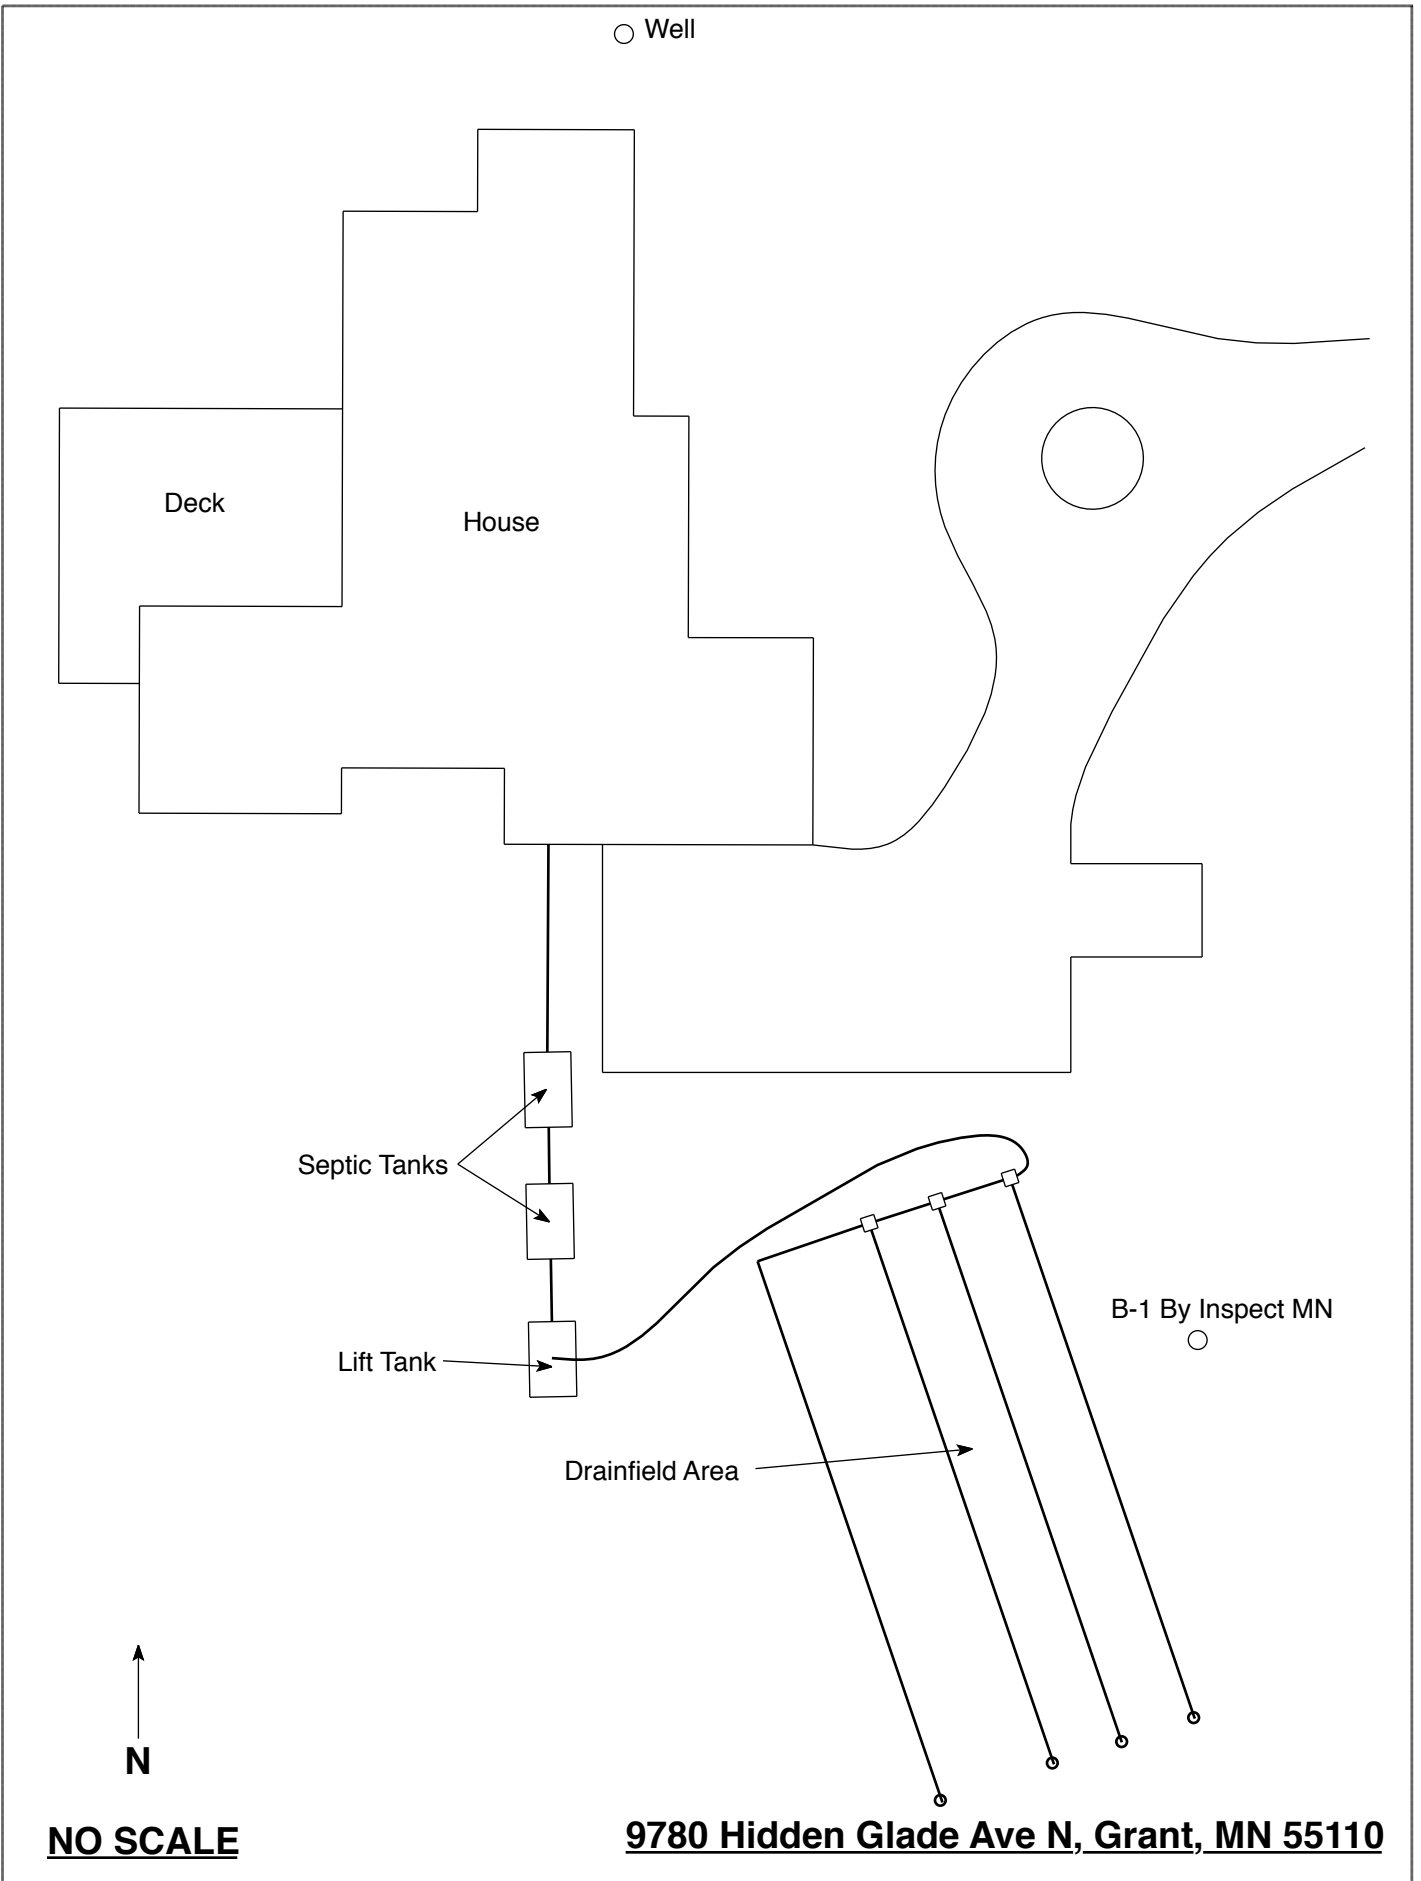 Well
Deck
House
Septic Tanks
B-1 By Inspect MN
Lift Tank
Drainfield Area
N
NO SCALE
9780 Hidden Glade Ave N, Grant, MN 55110